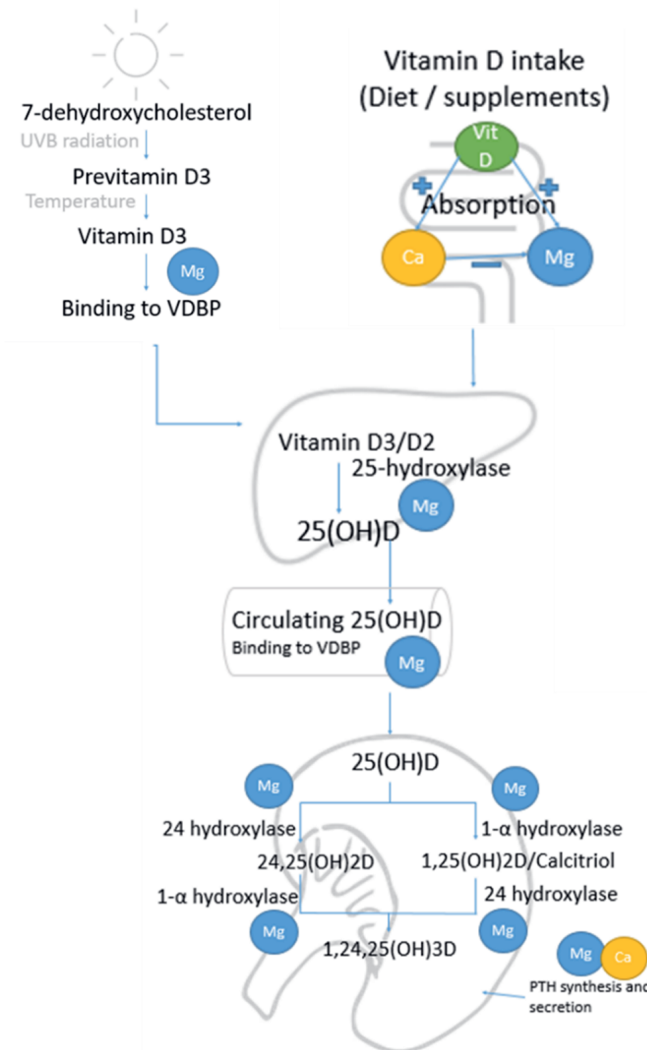 7-dehydroxycholesterol
UVB radiation
Previtamin D3
Temperature
Vitamin D3
Mg
Binding to VDBP
Vitamin D intake
(Diet / supplements)
Vit
D
+
+
Absorption
Ca
Mg
Vitamin D3/D2
25-hydroxylase
Mg
25(OH)D
Circulating 25(OH)D
Binding to VDBP
Mg
25(OH)D
Mg
Mg
24 hydroxylase
1-α hydroxylase
24,25(OH)2D
1,25(OH)2D/Calcitriol
1-α hydroxylase
24 hydroxylase
Mg
Mg
1,24,25(OH)3D
Mg
Ca
PTH synthesis and
secretion